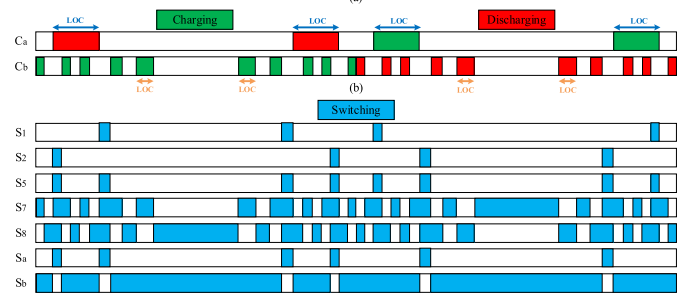 (a)
LOC Charging LOC LOC Discharging LOC
Ca
Cb
LOC LOC (b) LOC LOC
Switching
S1
S2
S5
S7
S8
Sa
Sb